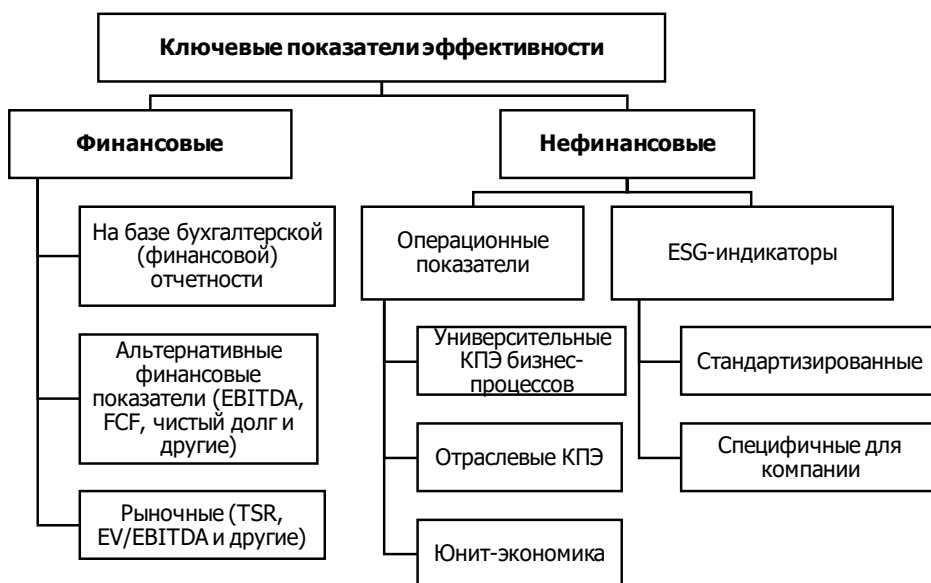 Ключевые показатели эффективности
Финансовые
На базе бухгалтерской
(финансовой)
отчетности
Альтернативные
финансовые
показатели (EBITDA,
FCF, чистый долг и
другие)
Рыночные (TSR,
EV/EBITDA и другие)
Нефинансовые
Операционные
показатели
Университельные
КПЭ бизнес-
процессов
Отраслевые КПЭ
Юнит-экономика
ESG-индикаторы
Стандартизированные
Специфичные для
компании